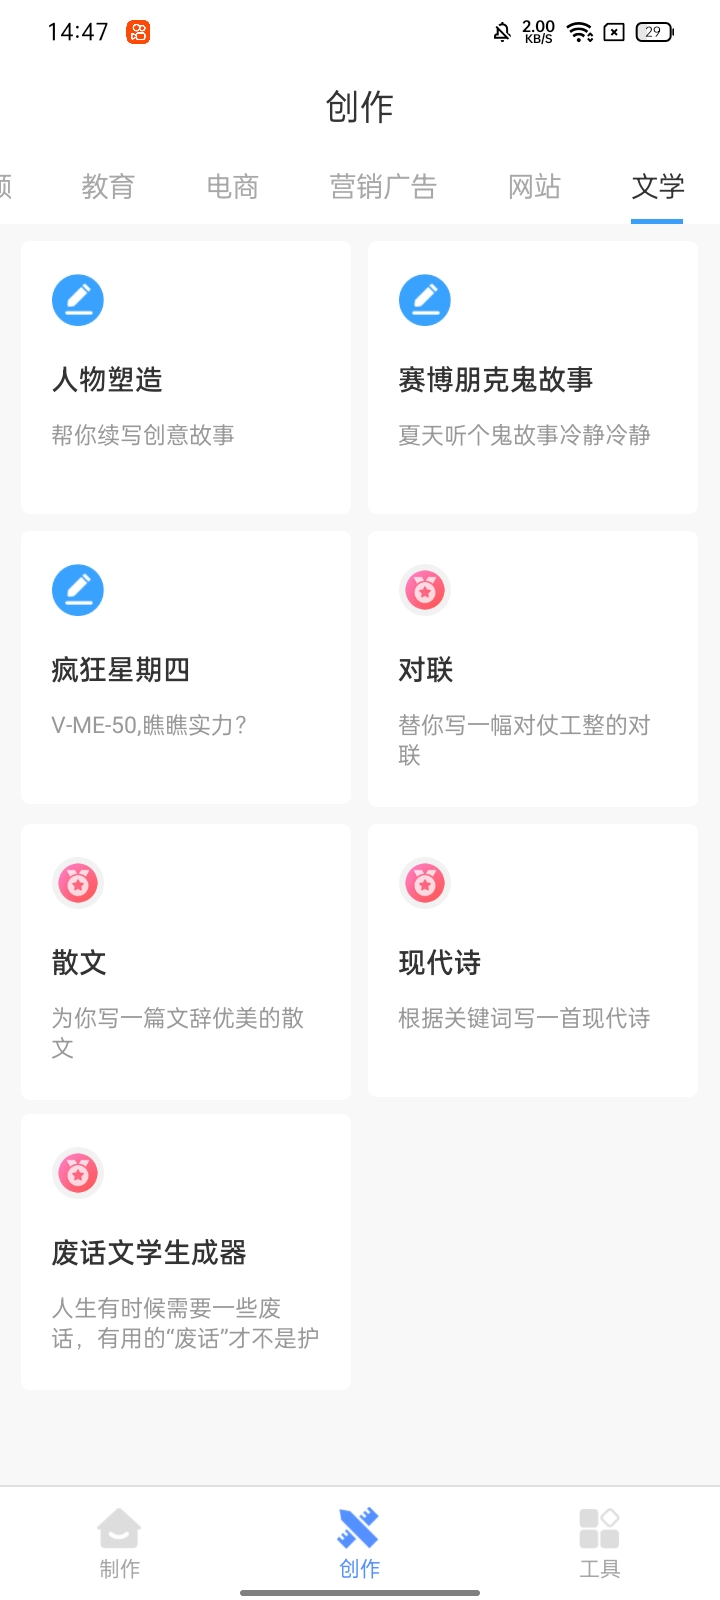 14:47
2.00
KB/S
29
创作
教育 电商 营销广告 网站 文学
人物塑造
帮你续写创意故事
赛博朋克鬼故事
夏天听个鬼故事冷静冷静
疯狂星期四
V-ME-50,瞧瞧实力？
对联
替你写一幅对仗工整的对
联
散文
为你写一篇文辞优美的散
文
现代诗
根据关键词写一首现代诗
废话文学生成器
人生有时候需要一些废
话，有用的“废话”才不是护
制作
创作
工具